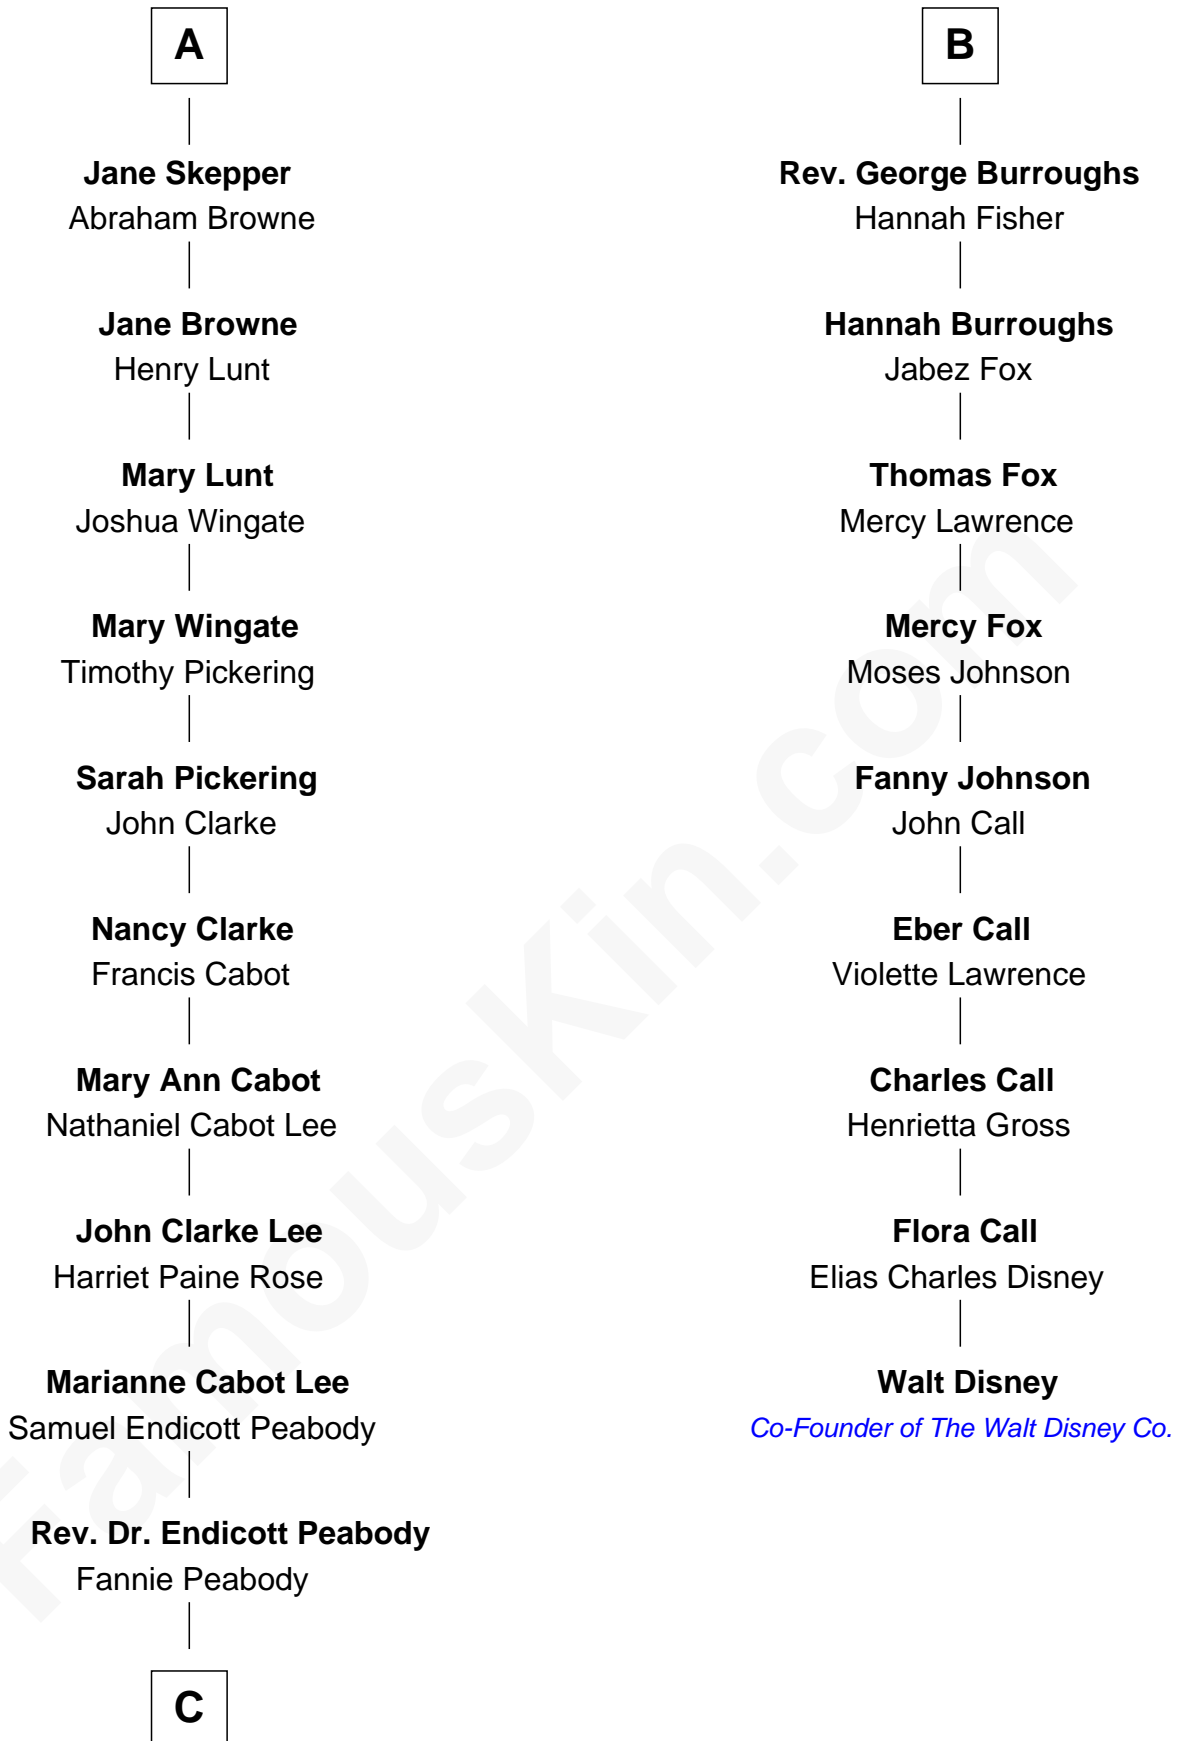 A
Jane Skepper
Abraham Browne
Jane Browne
Henry Lunt
Mary Lunt
Joshua Wingate
Mary Wingate
Timothy Pickering
Sarah Pickering
John Clarke
Nancy Clarke
Francis Cabot
Mary Ann Cabot
Nathaniel Cabot Lee
John Clarke Lee
Harriet Paine Rose
Marianne Cabot Lee
Samuel Endicott Peabody
Rev. Dr. Endicott Peabody
Fannie Peabody
C
B
Rev. George Burroughs
Hannah Fisher
Hannah Burroughs
Jabez Fox
Thomas Fox
Mercy Lawrence
Mercy Fox
Moses Johnson
Fanny Johnson
John Call
Eber Call
Violette Lawrence
Charles Call
Henrietta Gross
Flora Call
Elias Charles Disney
Walt Disney
Co-Founder of The Walt Disney Co.
FamousKin.com